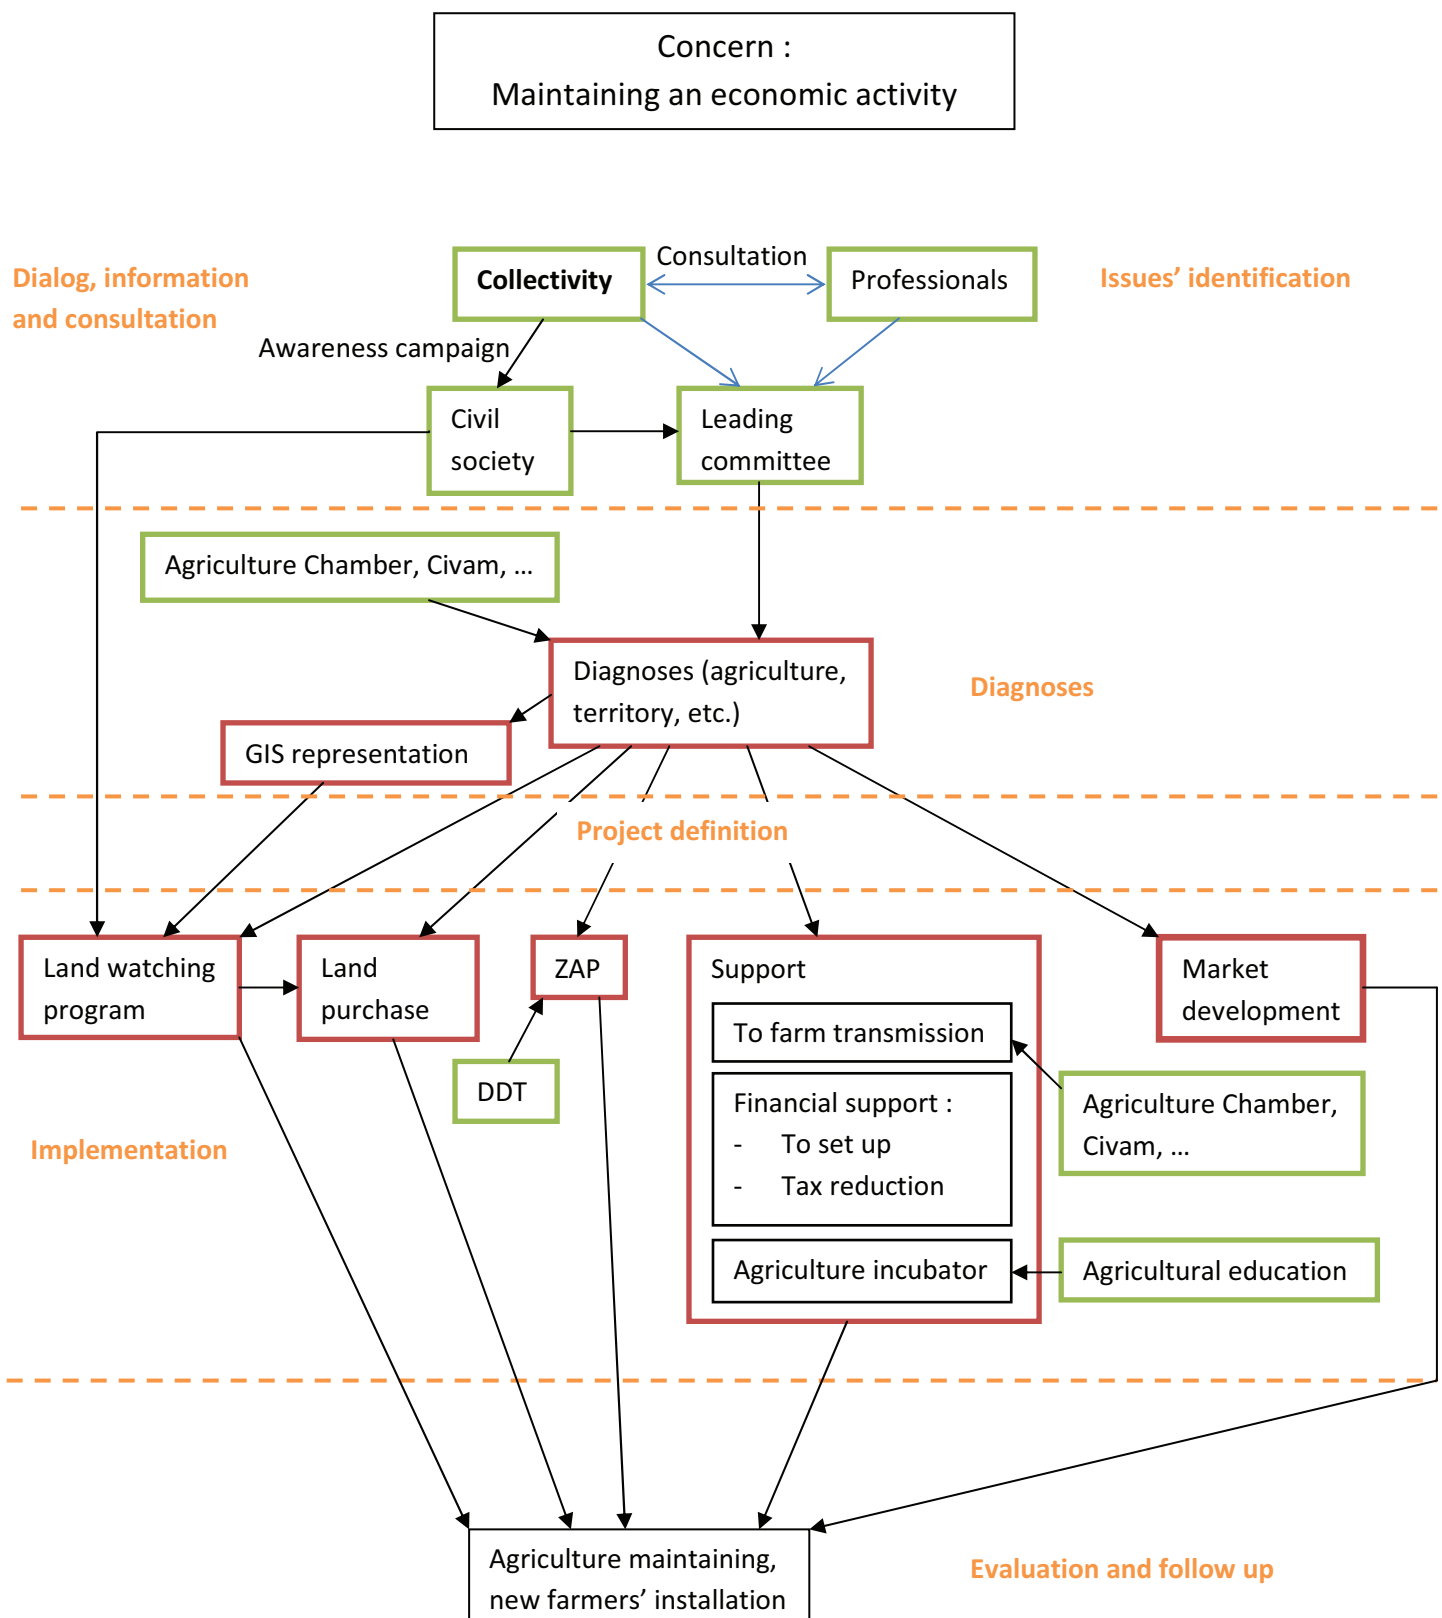 Concern :
Maintaining an economic activity
Dialog, information
and consultation
Collectivity
Consultation
Professionals
Issues’ identification
Awareness campaign
Civil
society
Leading
committee
Agriculture Chamber, Civam, …
Diagnoses (agriculture,
territory, etc.)
Diagnoses
GIS representation
Project definition
Land watching
program
Land
purchase
ZAP
Support
Market
development
To farm transmission
DDT
Financial support :
- To set up
- Tax reduction
Agriculture Chamber,
Civam, …
Implementation
Agriculture incubator
Agricultural education
Agriculture maintaining,
new farmers’ installation
Evaluation and follow up